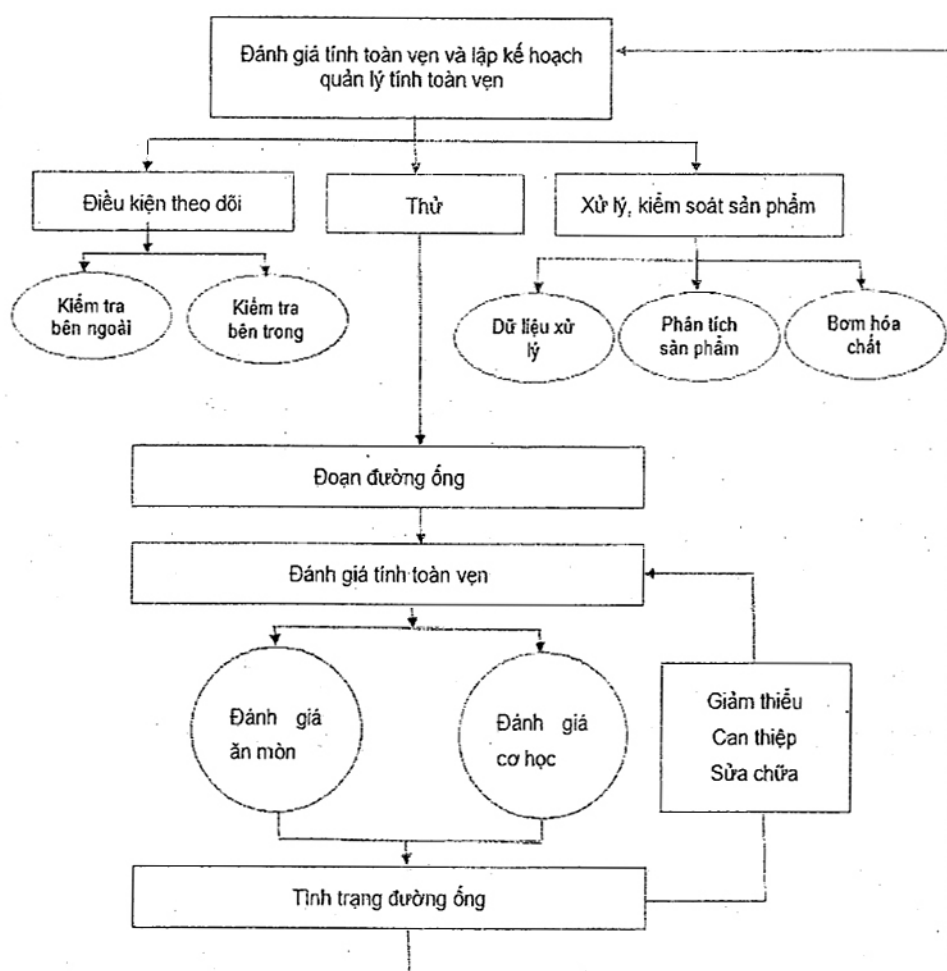 Đánh giá tính toàn vẹn và lập kế hoạch
quản lý tính toàn vẹn
Điều kiện theo dõi
Thử
Xử lý, kiểm soát sản phẩm
Kiểm tra
bên ngoài
Kiểm tra
bên trong
Dữ liệu xử
lý
Phân tích
sản phẩm
Bơm hóa
chất
Đoạn đường ống
Đánh giá tính toàn vẹn
Đánh giá
ăn mòn
Đánh giá
cơ học
Giảm thiểu
Can thiệp
Sửa chữa
Tình trạng đường ống